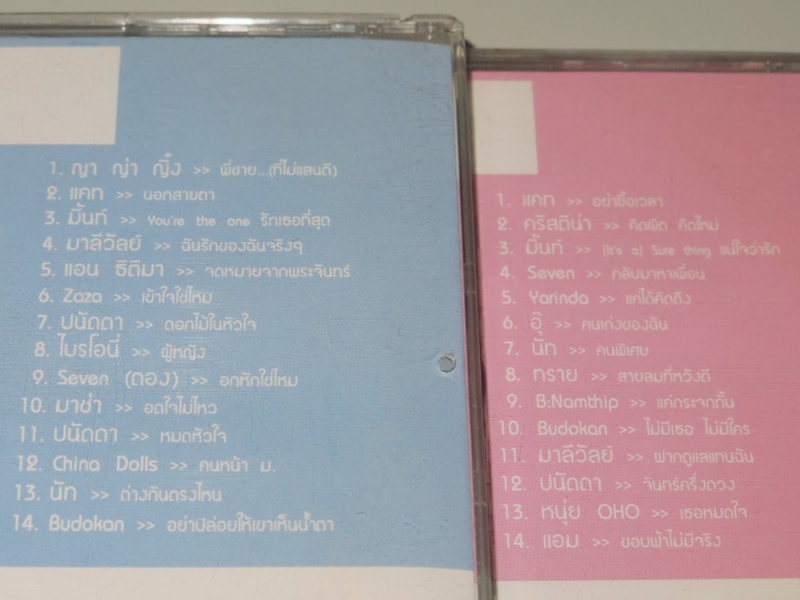 1. ญา ญ่า ญิ๋ง >> พี่ชาย...(ที่ไม่แสนดี)
2. แคท >> นอกสายตา
3. มิ้นท์ >> You're the one รักเธอที่สุด
4. มาลีวัลย์ >> ฉันรักของฉันจริงๆ
5. แอน ธิติมา >> จดหมายจากพระจันทร์
6. Zaza >> เข้าใจใช่ไหม
7. ปนัดดา >> ดอกไม้ในหัวใจ
8. ไบรโอนี่ >> ผู้หญิง
9. Seven (ตอง) >> อกหักใช่ไหม
10. มาช่า >> อดใจไม่ไหว
11. ปนัดดา >> หมดหัวใจ
12. China Dolls >> คนหน้า ม.
13. นัท >> ต่างกันตรงไหน
14. Budokan >> อย่าปล่อยให้เขาเห็นน้ำตา
1. แคท >> อย่าซื้อเวลา
2. คริสติน่า >> คิดผิด คิดใหม่
3. มิ้นท์ >> [It's a] Sure thing แน่ใจว่ารัก
4. Seven >> กลับมาหาเพื่อน
5. Yarinda >> แค่ได้คิดถึง
6. อุ๊ >> คนเก่งของฉัน
7. นัท >> คนพิเศษ
8. ทราย >> สายลมที่หวังดี
9. B:Namthip >> แค่กระจกกั้น
10. Budokan >> ไม่มีเธอ ไม่มีใคร
11. มาลีวัลย์ >> ฝากดูแลแทนฉัน
12. ปนัดดา >> จันทร์ครึ่งดวง
13. หนุ่ย OHO >> เธอหมดใจ
14. แอม >> ขอบฟ้าไม่มีจริง